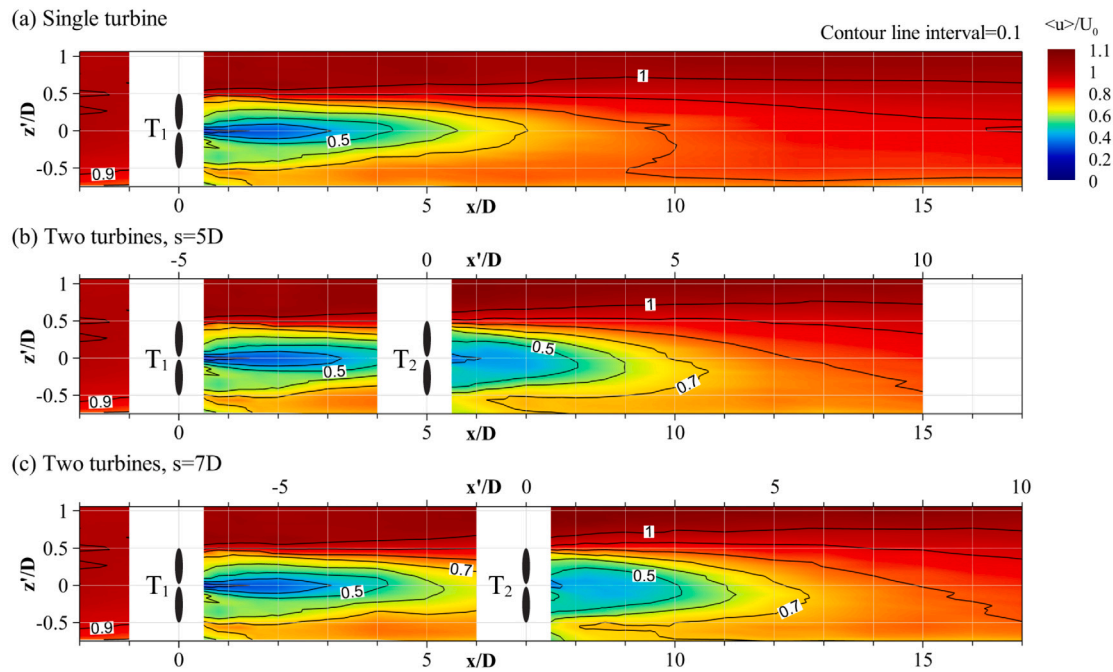 (a) Single turbine
Contour line interval=0.1
<u>/U0
1.1
1
0.8
0.6
0.4
0.2
0
z'/D
1
0.5
0
-0.5
T1
0.9
0.5
1
0
5
10
15
x/D
(b) Two turbines, s=5D
-5
0
x'/D
5
10
z'/D
1
0.5
0
-0.5
T1
0.9
0.5
T2
0.5
0.7
1
0
5
x/D
10
15
(c) Two turbines, s=7D
-5
x'/D
0
5
10
z'/D
1
0.5
0
-0.5
T1
0.9
0.5
0.7
T2
0.5
0.7
1
0
5
x/D
10
15